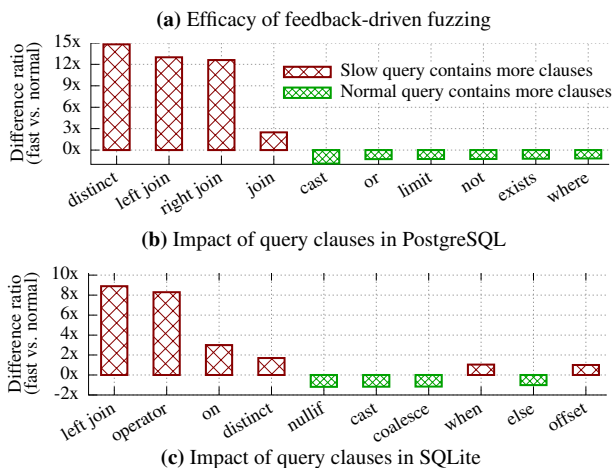 (a) Efficacy of feedback-driven fuzzing
Difference ratio
(fast vs. normal)
15x
12x
9x
6x
3x
0x
Slow query contains more clauses
Normal query contains more clauses
distinct
left join
right join
join
cast
or
limit
not
exists
where
(b) Impact of query clauses in PostgreSQL
Difference ratio
(fast vs. normal)
10x
8x
6x
4x
2x
0x
-2x
left join
operator
on
distinct
nullif
cast
coalesce
when
else
offset
(c) Impact of query clauses in SQLite